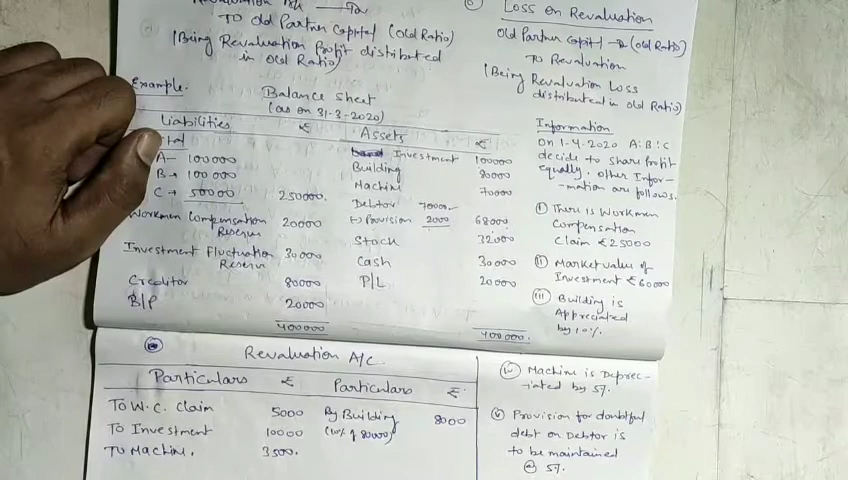 To old Partner Capital (Old Ratio)
(Being Revaluation Profit distributed
in old Ratio)
Loss on Revaluation
Old Partner Capital (Old Ratio)
To Revaluation
(Being Revaluation Loss
distributed in old Ratio)
Example.
Balance sheet
(as on 31-3-2020)
Liabilities ₹ Assets ₹
A- 100000 Investment 100000
B→ 100000 Building 80000
C→ 50000 250000. Machine 70000
Debtor 70000
Workmen Compensation Reserve 20000 (-) Provision 2000 68000
Stock 32000
Investment Fluctuation Reserve 30000 Cash 30000
Creditor 80000 P/L 20000
B/P 20000
400000 400000.
Information
On 1-4-2020 A:B:C
decide to share Profit
equally. Other Infor-
-mation are follows.
(i) There is Workmen
Compensation
Claim ₹25000
(ii) Market value of
Investment ₹60000
(iii) Building is
Appreciated
by 10%.
Revaluation A/C.
Particulars ₹ Particulars ₹
To W.C. Claim 5000 By Building 8000
To Investment 10000 (10% of 80000)
To Machine. 3500.
(iv) Machine is Deprec-
-iated by 5%.
(v) Provision for doubtful
debt on Debtor is
to be maintained
@ 5%.